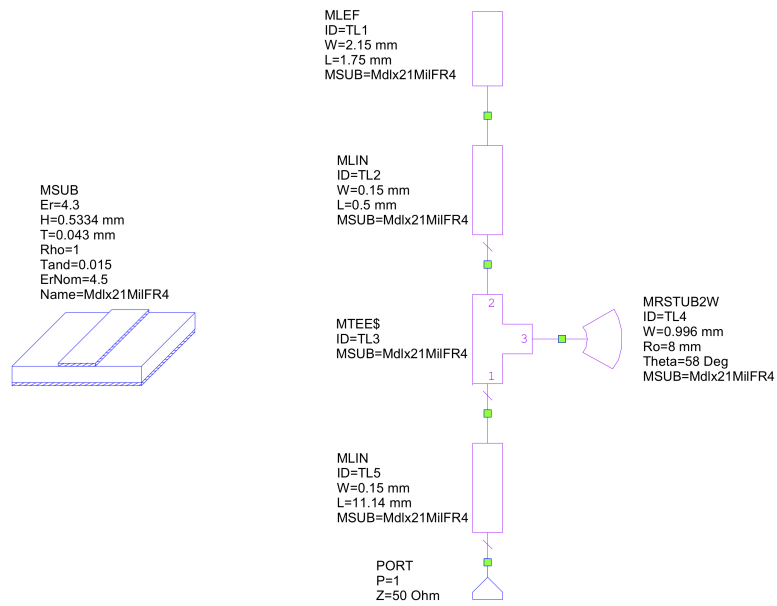 MLEF
ID=TL1
W=2.15 mm
L=1.75 mm
MSUB=Mdlx21MilFR4
MLIN
ID=TL2
W=0.15 mm
L=0.5 mm
MSUB=Mdlx21MilFR4
MSUB
Er=4.3
H=0.5334 mm
T=0.043 mm
Rho=1
Tand=0.015
ErNom=4.5
Name=Mdlx21MilFR4
MTEE$
ID=TL3
MSUB=Mdlx21MilFR4
2
3
1
MRSTUB2W
ID=TL4
W=0.996 mm
Ro=8 mm
Theta=58 Deg
MSUB=Mdlx21MilFR4
MLIN
ID=TL5
W=0.15 mm
L=11.14 mm
MSUB=Mdlx21MilFR4
PORT
P=1
Z=50 Ohm